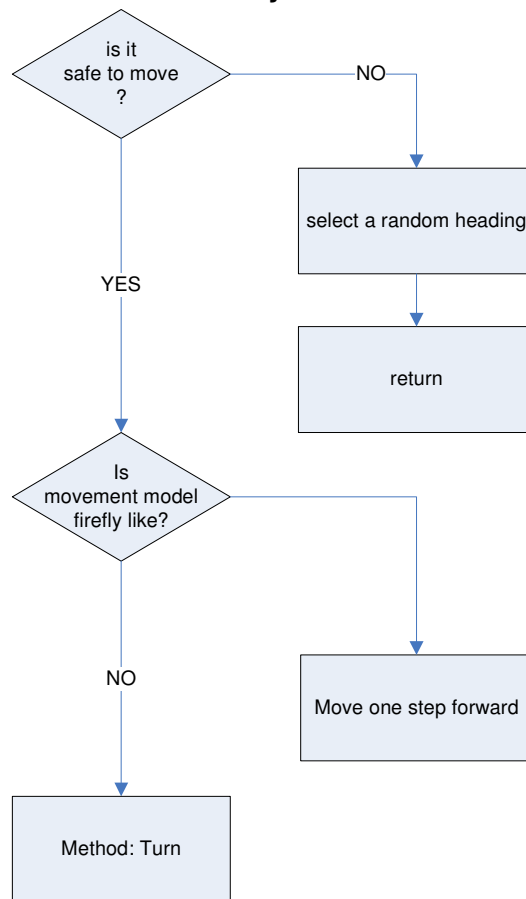 is it
safe to move
?
NO
select a random heading
YES
return
Is
movement model
firefly like?
NO
Move one step forward
Method: Turn